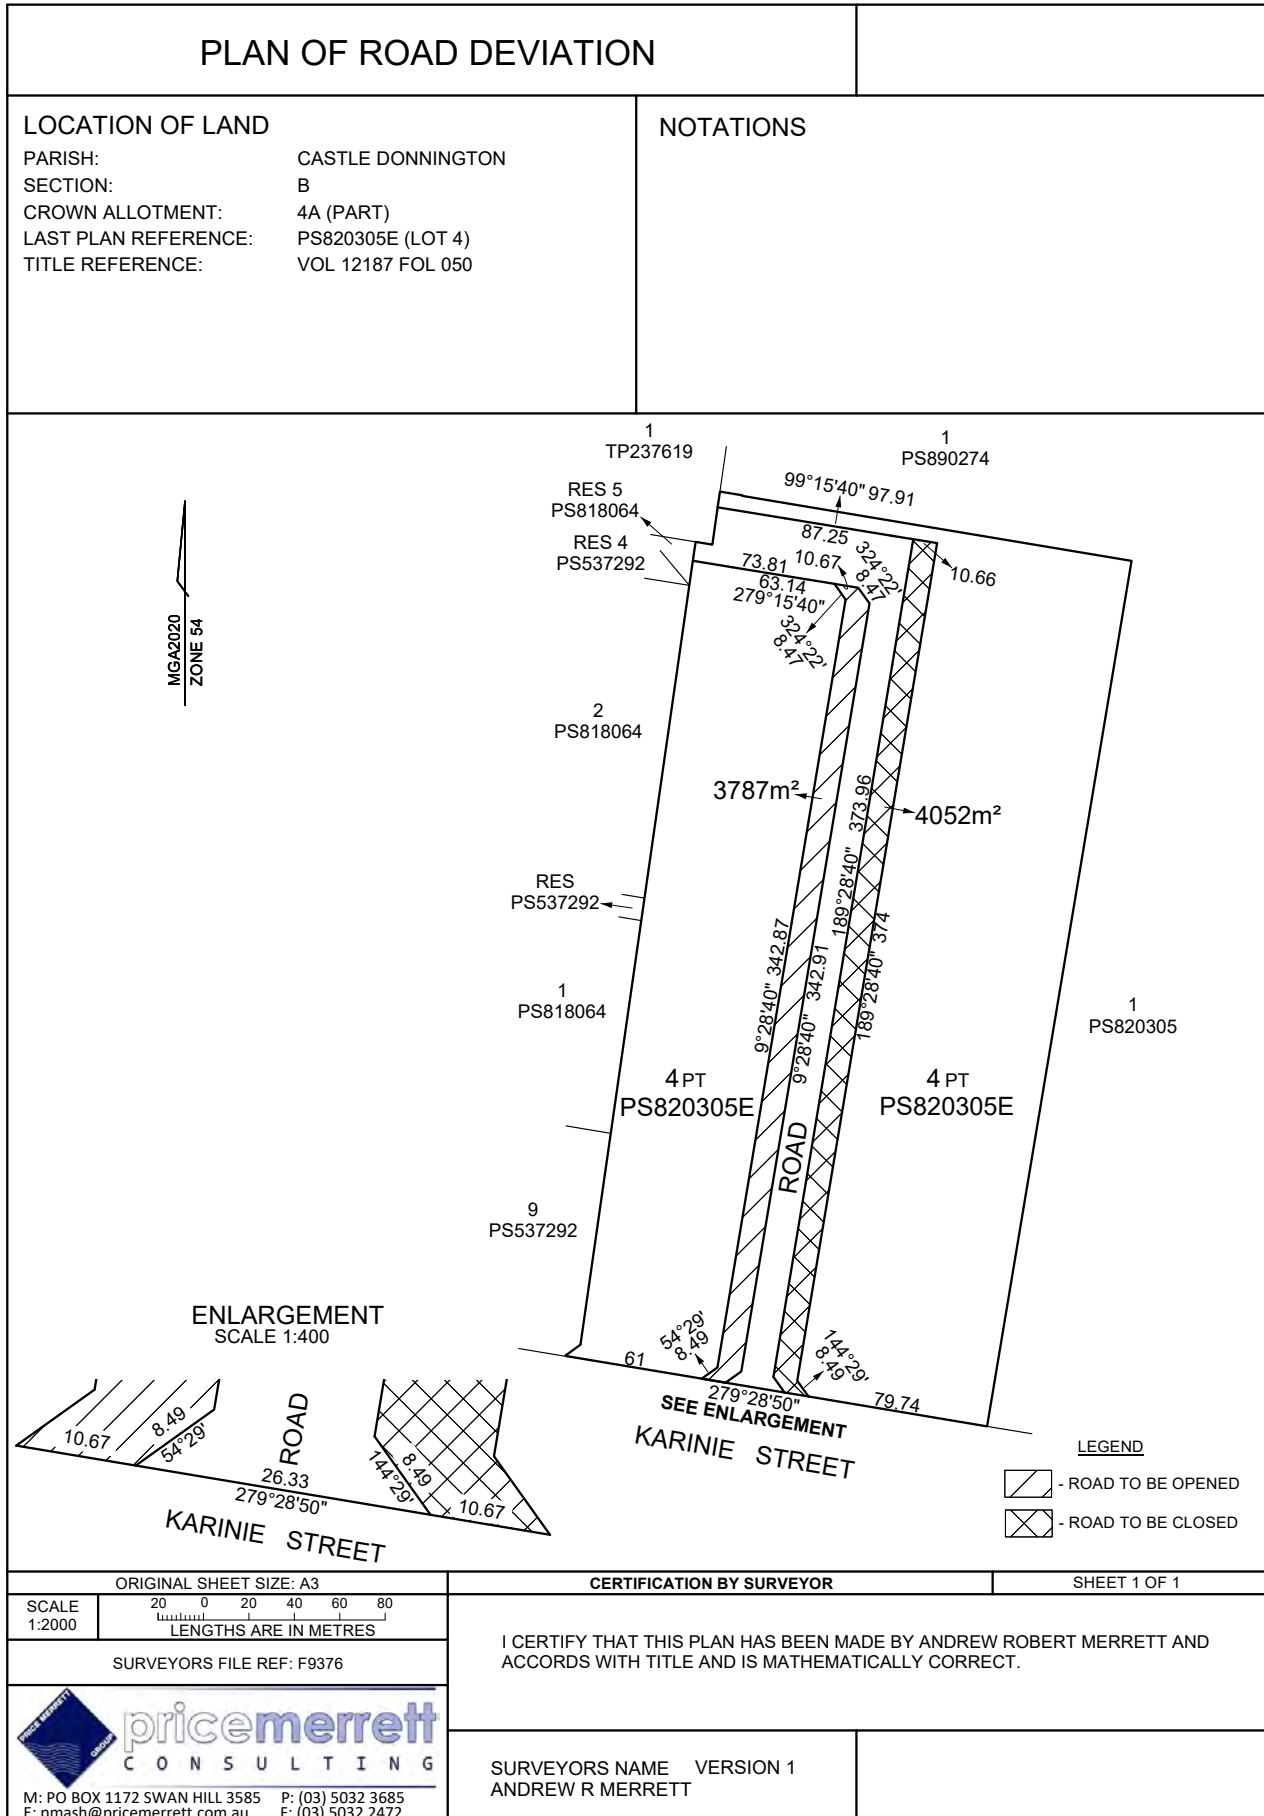 PLAN OF ROAD DEVIATION
LOCATION OF LAND
PARISH: CASTLE DONNINGTON
SECTION: B
CROWN ALLOTMENT: 4A (PART)
LAST PLAN REFERENCE: PS820305E (LOT 4)
TITLE REFERENCE: VOL 12187 FOL 050
NOTATIONS
1
TP237619
1
PS890274
RES 5
PS818064
RES 4
PS537292
99°15'40" 97.91
87.25
73.81
10.67
324°22'
8.47
10.66
63.14
279°15'40"
324°22'
8.47
MGA2020
ZONE 54
2
PS818064
3787m²
4052m²
189°28'40" 373.96
189°28'40" 374
9°28'40" 342.87
9°28'40" 342.91
RES
PS537292
1
PS818064
1
PS820305
4 PT
PS820305E
4 PT
PS820305E
ROAD
9
PS537292
54°29'
8.49
144°29'
8.49
61
279°28'50"
79.74
SEE ENLARGEMENT
KARINIE STREET
ENLARGEMENT
SCALE 1:400
10.67
8.49
54°29'
ROAD
26.33
279°28'50"
8.49
144°29'
10.67
KARINIE STREET
LEGEND
- ROAD TO BE OPENED
- ROAD TO BE CLOSED
ORIGINAL SHEET SIZE: A3
SCALE
1:2000
20 0 20 40 60 80
LENGTHS ARE IN METRES
SURVEYORS FILE REF: F9376
CERTIFICATION BY SURVEYOR
SHEET 1 OF 1
I CERTIFY THAT THIS PLAN HAS BEEN MADE BY ANDREW ROBERT MERRETT AND
ACCORDS WITH TITLE AND IS MATHEMATICALLY CORRECT.
PRICE MERRETT
GROUP
pricemerrett
CONSULTING
M: PO BOX 1172 SWAN HILL 3585 P: (03) 5032 3685
E: pmash@pricemerrett.com.au F: (03) 5032 2472
SURVEYORS NAME VERSION 1
ANDREW R MERRETT